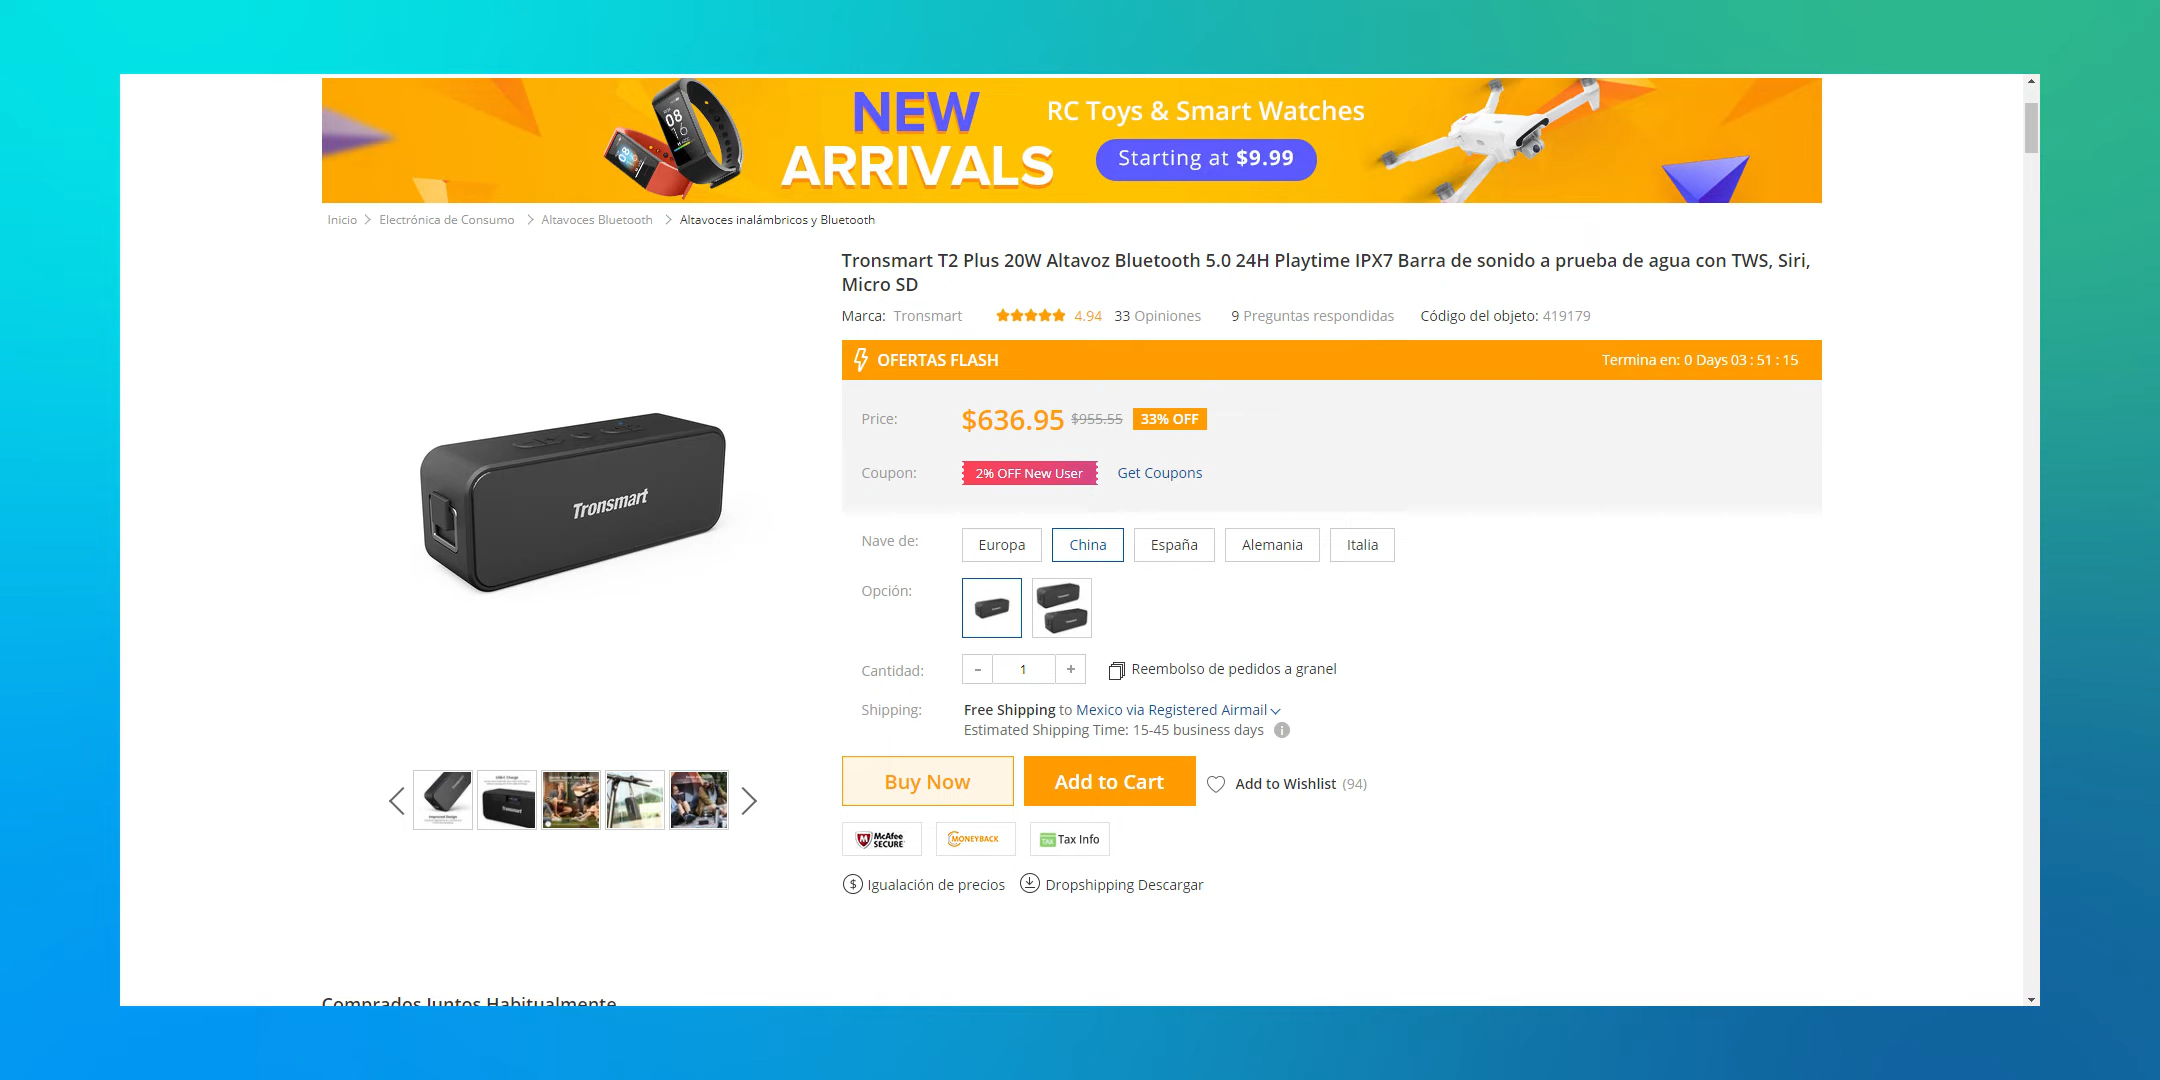 NEW
ARRIVALS
RC Toys & Smart Watches
Starting at $9.99
Inicio > Electrónica de Consumo > Altavoces Bluetooth > Altavoces inalámbricos y Bluetooth
Tronsmart T2 Plus 20W Altavoz Bluetooth 5.0 24H Playtime IPX7 Barra de sonido a prueba de agua con TWS, Siri,
Micro SD
Marca: Tronsmart 4.94 33 Opiniones 9 Preguntas respondidas Código del objeto: 419179
OFERTAS FLASH Termina en: 0 Days 03 : 51 : 15
Price: $636.95 $955.55 33% OFF
Coupon: 2% OFF New User Get Coupons
Tronsmart
Nave de: Europa China España Alemania Italia
Opción:
Cantidad: - 1 + Reembolso de pedidos a granel
Shipping: Free Shipping to Mexico via Registered Airmail
Estimated Shipping Time: 15-45 business days
Buy Now Add to Cart Add to Wishlist (94)
McAfee
SECURE
MONEYBACK
Tax Info
Igualación de precios Dropshipping Descargar
Comprados Juntos Habitualmente